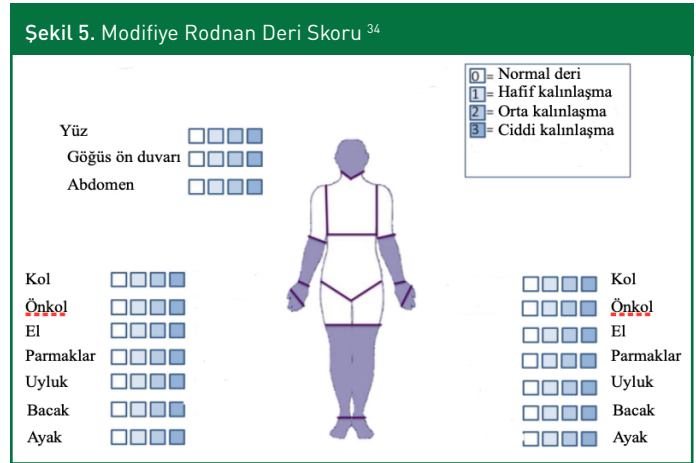 Şekil 5. Modifiye Rodnan Deri Skoru 34
0 = Normal deri
1 = Hafif kalınlaşma
2 = Orta kalınlaşma
3 = Ciddi kalınlaşma
Yüz
Göğüs ön duvarı
Abdomen
Kol
Önkol
El
Parmaklar
Uyluk
Bacak
Ayak
Kol
Önkol
El
Parmaklar
Uyluk
Bacak
Ayak